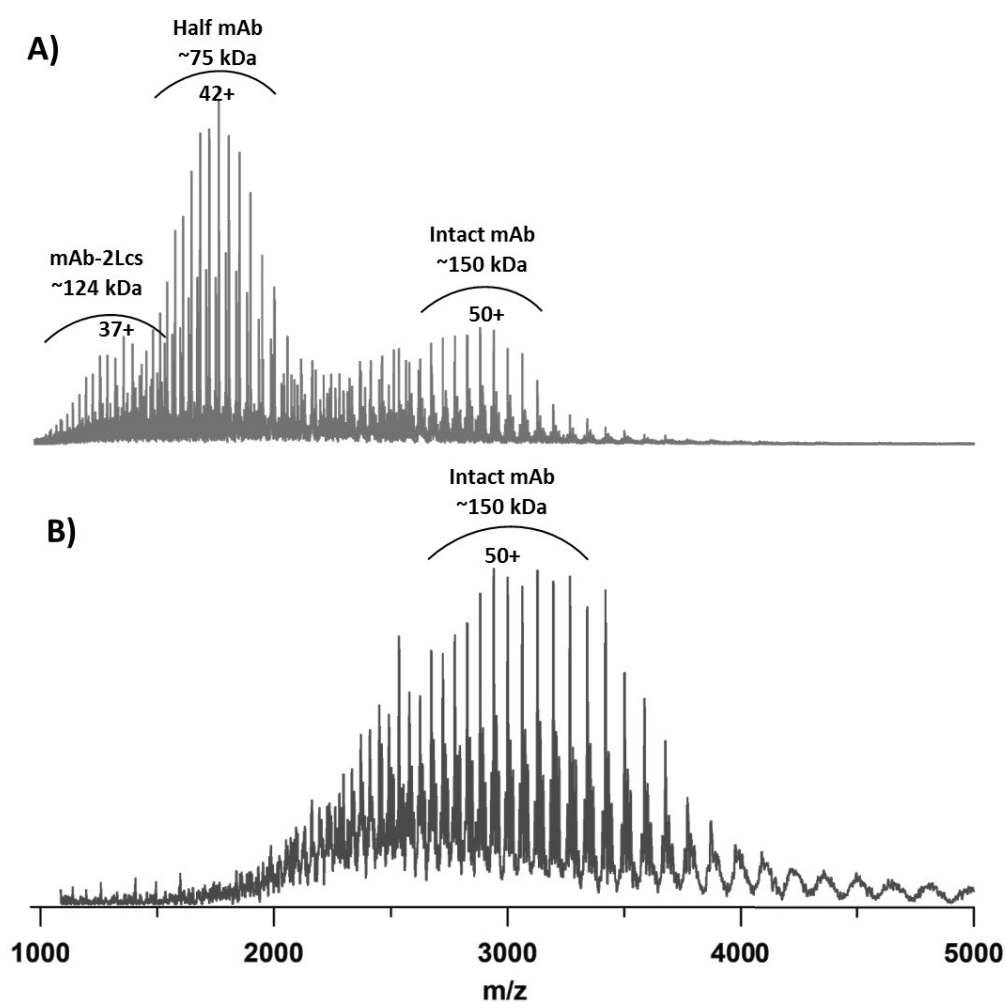 A)
Half mAb
~75 kDa
42+
mAb-2Lcs
~124 kDa
37+
Intact mAb
~150 kDa
50+
B)
Intact mAb
~150 kDa
50+
1000 2000 3000 4000 5000
m/z